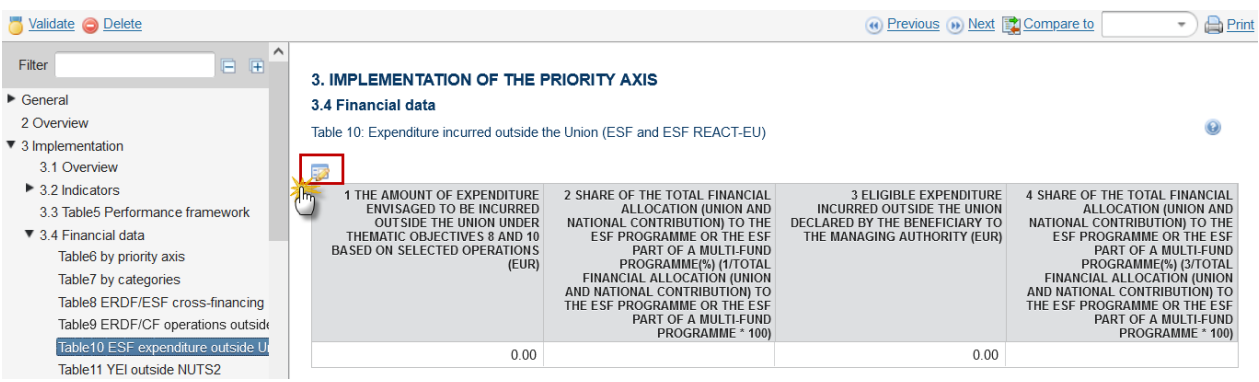 Validate Delete Previous Next Compare to Print
Filter
General
2 Overview
3 Implementation
3.1 Overview
3.2 Indicators
3.3 Table5 Performance framework
3.4 Financial data
Table6 by priority axis
Table7 by categories
Table8 ERDF/ESF cross-financing
Table9 ERDF/CF operations outside
Table10 ESF expenditure outside U
Table11 YEI outside NUTS2
3. IMPLEMENTATION OF THE PRIORITY AXIS
3.4 Financial data
Table 10: Expenditure incurred outside the Union (ESF and ESF REACT-EU)
1 THE AMOUNT OF EXPENDITURE
ENVISAGED TO BE INCURRED
OUTSIDE THE UNION UNDER
THEMATIC OBJECTIVES 8 AND 10
BASED ON SELECTED OPERATIONS
(EUR)
2 SHARE OF THE TOTAL FINANCIAL
ALLOCATION (UNION AND
NATIONAL CONTRIBUTION) TO THE
ESF PROGRAMME OR THE ESF
PART OF A MULTI-FUND
PROGRAMME(%) (1/TOTAL
FINANCIAL ALLOCATION (UNION
AND NATIONAL CONTRIBUTION) TO
THE ESF PROGRAMME OR THE ESF
PART OF A MULTI-FUND
PROGRAMME * 100)
3 ELIGIBLE EXPENDITURE
INCURRED OUTSIDE THE UNION
DECLARED BY THE BENEFICIARY TO
THE MANAGING AUTHORITY (EUR)
4 SHARE OF THE TOTAL FINANCIAL
ALLOCATION (UNION AND
NATIONAL CONTRIBUTION) TO THE
ESF PROGRAMME OR THE ESF
PART OF A MULTI-FUND
PROGRAMME(%) (3/TOTAL
FINANCIAL ALLOCATION (UNION
AND NATIONAL CONTRIBUTION) TO
THE ESF PROGRAMME OR THE ESF
PART OF A MULTI-FUND
PROGRAMME * 100)
0.00 0.00